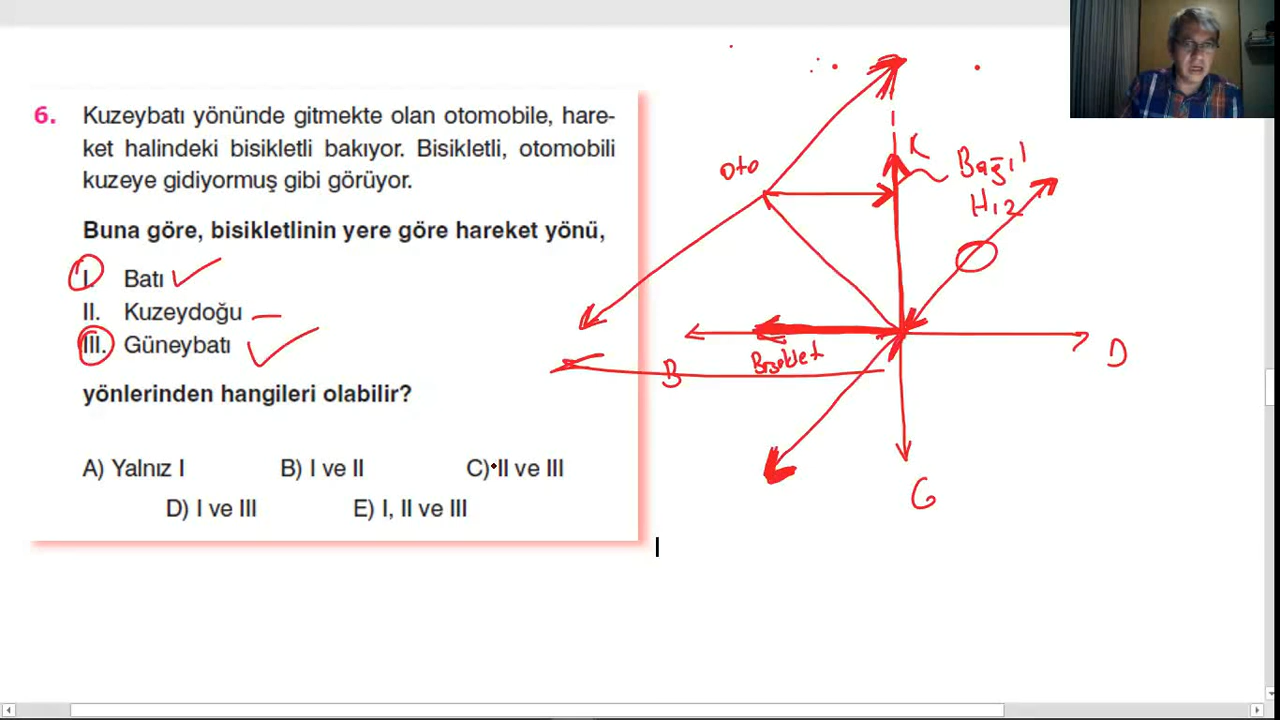 6. Kuzeybatı yönünde gitmekte olan otomobile, hare-
ket halindeki bisikletli bakıyor. Bisikletli, otomobili
kuzeye gidiyormuş gibi görüyor.
Buna göre, bisikletlinin yere göre hareket yönü,
I. Batı
II. Kuzeydoğu
III. Güneybatı
yönlerinden hangileri olabilir?
A) Yalnız I B) I ve II C) II ve III
D) I ve III E) I, II ve III
Oto
K
Bağıl
Hız
Bisiklet
B
D
G